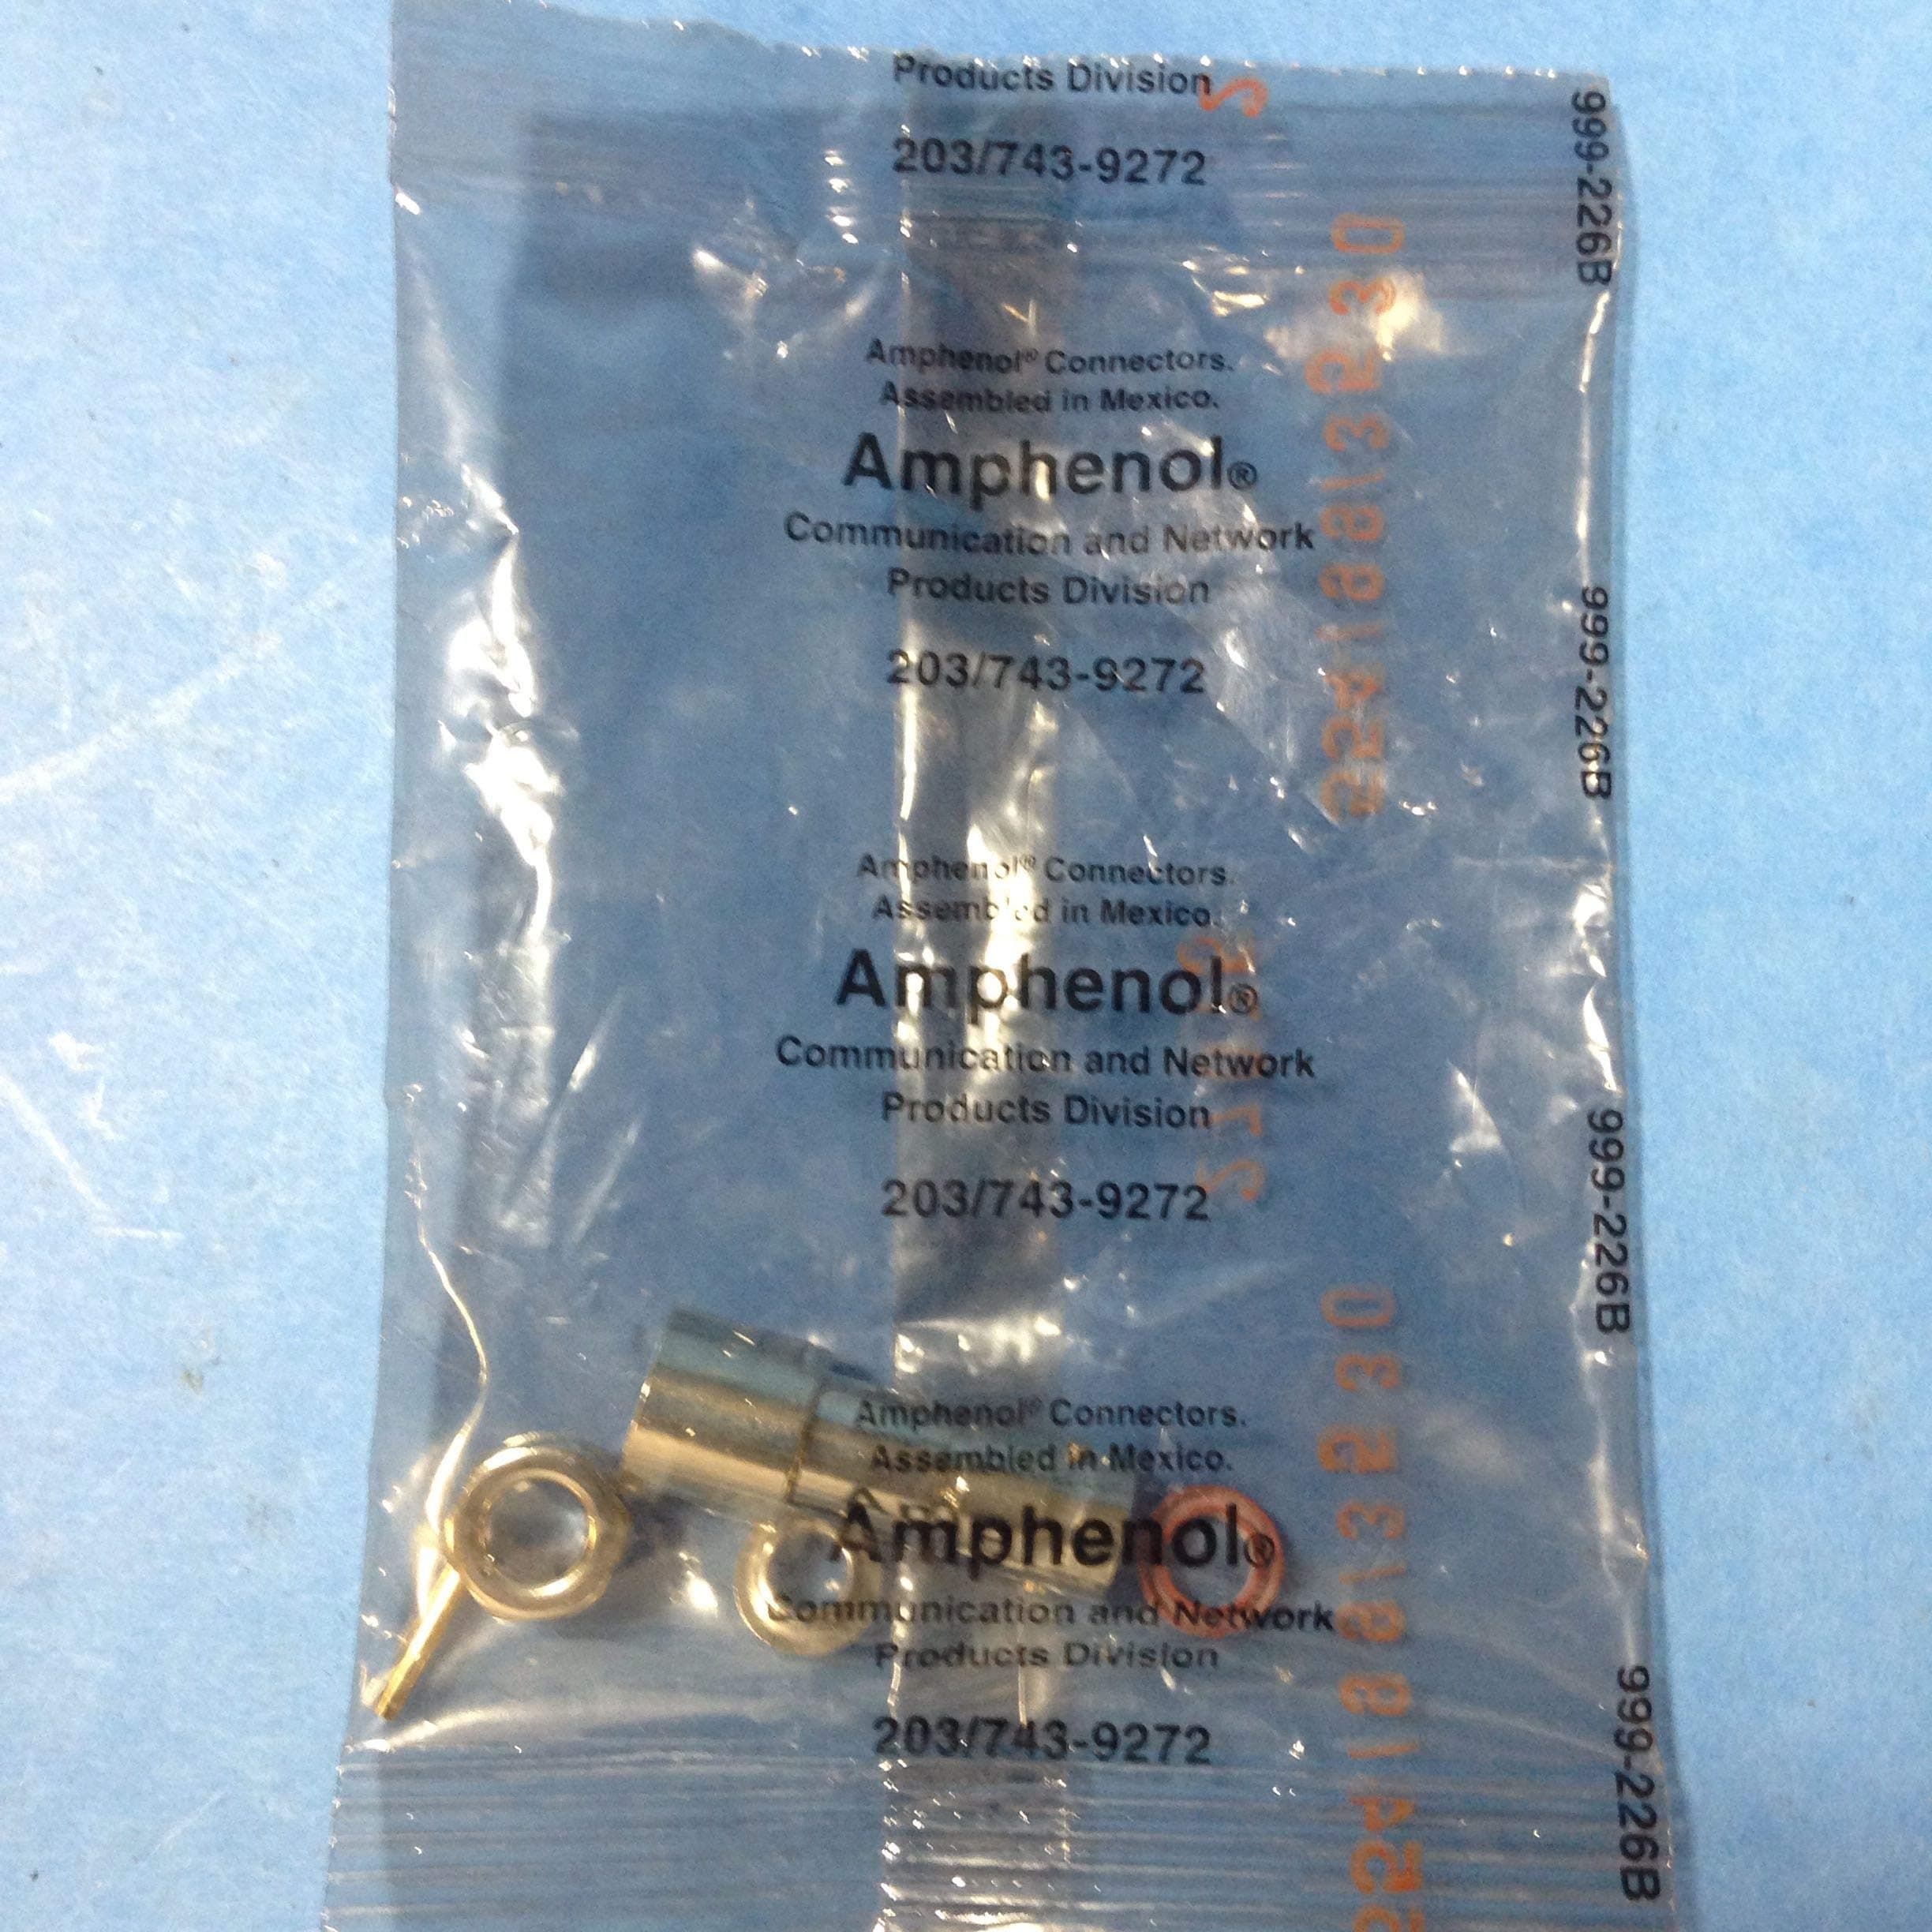 Products Division
203/743-9272
Amphenol® Connectors.
Assembled in Mexico.
Amphenol®
Communication and Network
Products Division
203/743-9272
Amphenol® Connectors.
Assembled in Mexico.
Amphenol®
Communication and Network
Products Division
203/743-9272
Amphenol® Connectors.
Assembled in Mexico.
Amphenol®
Communication and Network
Products Division
203/743-9272
999-226B
999-226B
999-226B
999-226B